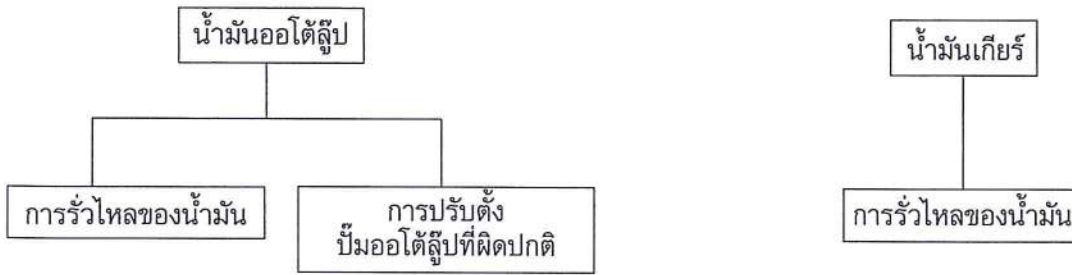 น้ำมันออโต้ลู๊ป
น้ำมันเกียร์
การรั่วไหลของน้ำมัน
การปรับตั้ง
ปั๊มออโต้ลู๊ปที่ผิดปกติ
การรั่วไหลของน้ำมัน